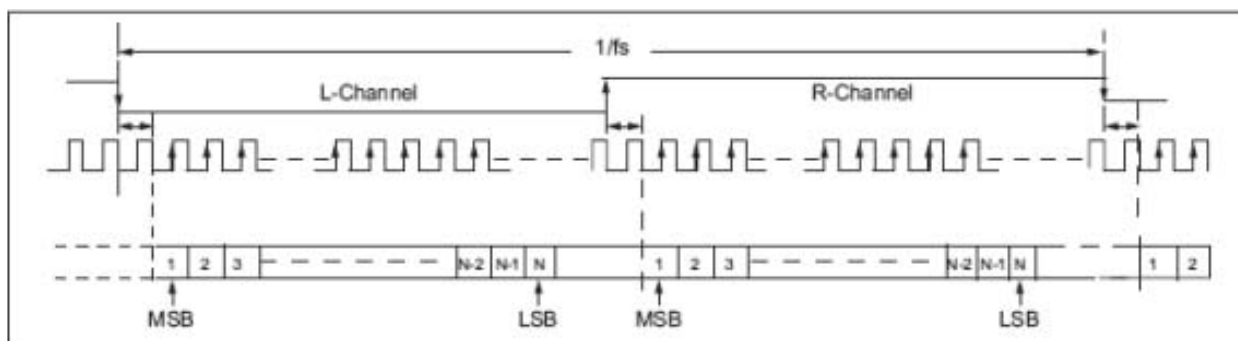 1/fs
L-Channel R-Channel
1 2 3 N-2 N-1 N 1 2 3 N-2 N-1 N 1 2
MSB LSB MSB LSB